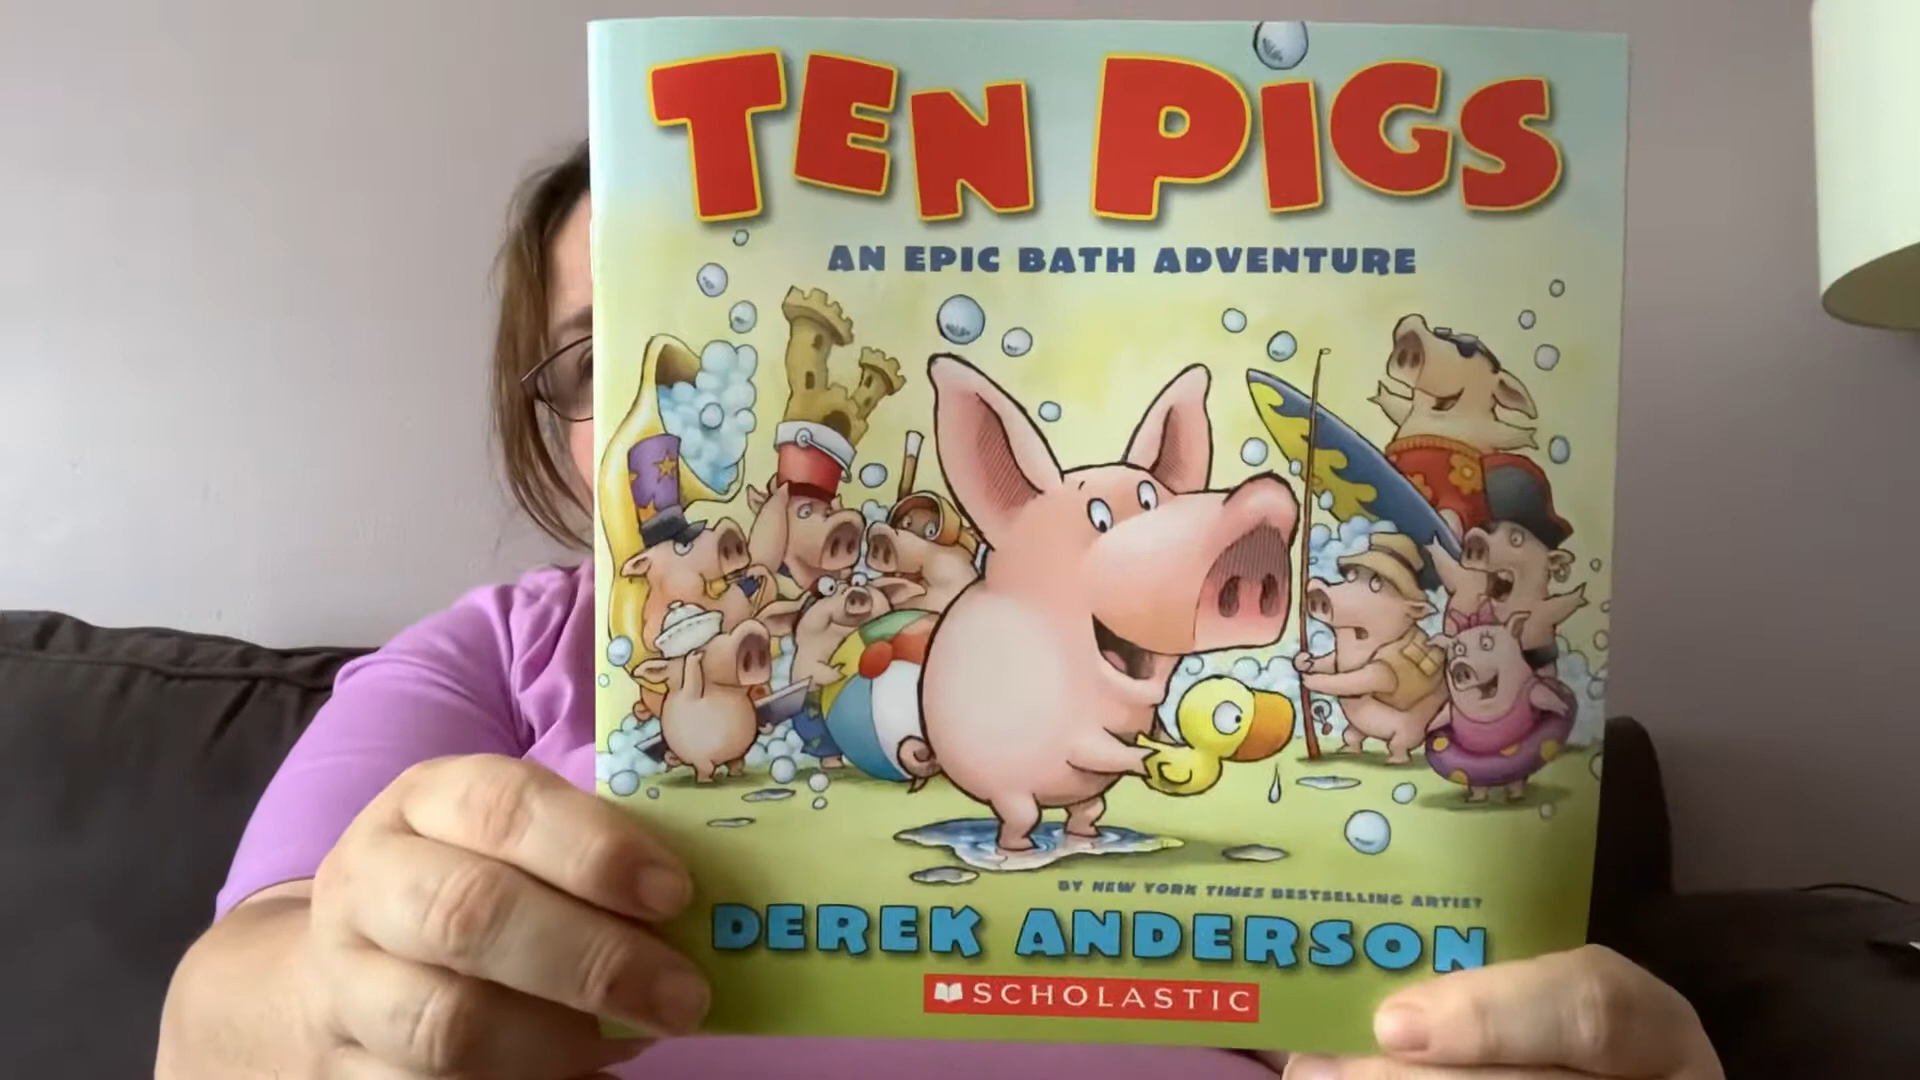 TEN PIGS
AN EPIC BATH ADVENTURE
BY NEW YORK TIMES BESTSELLING ARTIST
DEREK ANDERSON
SCHOLASTIC